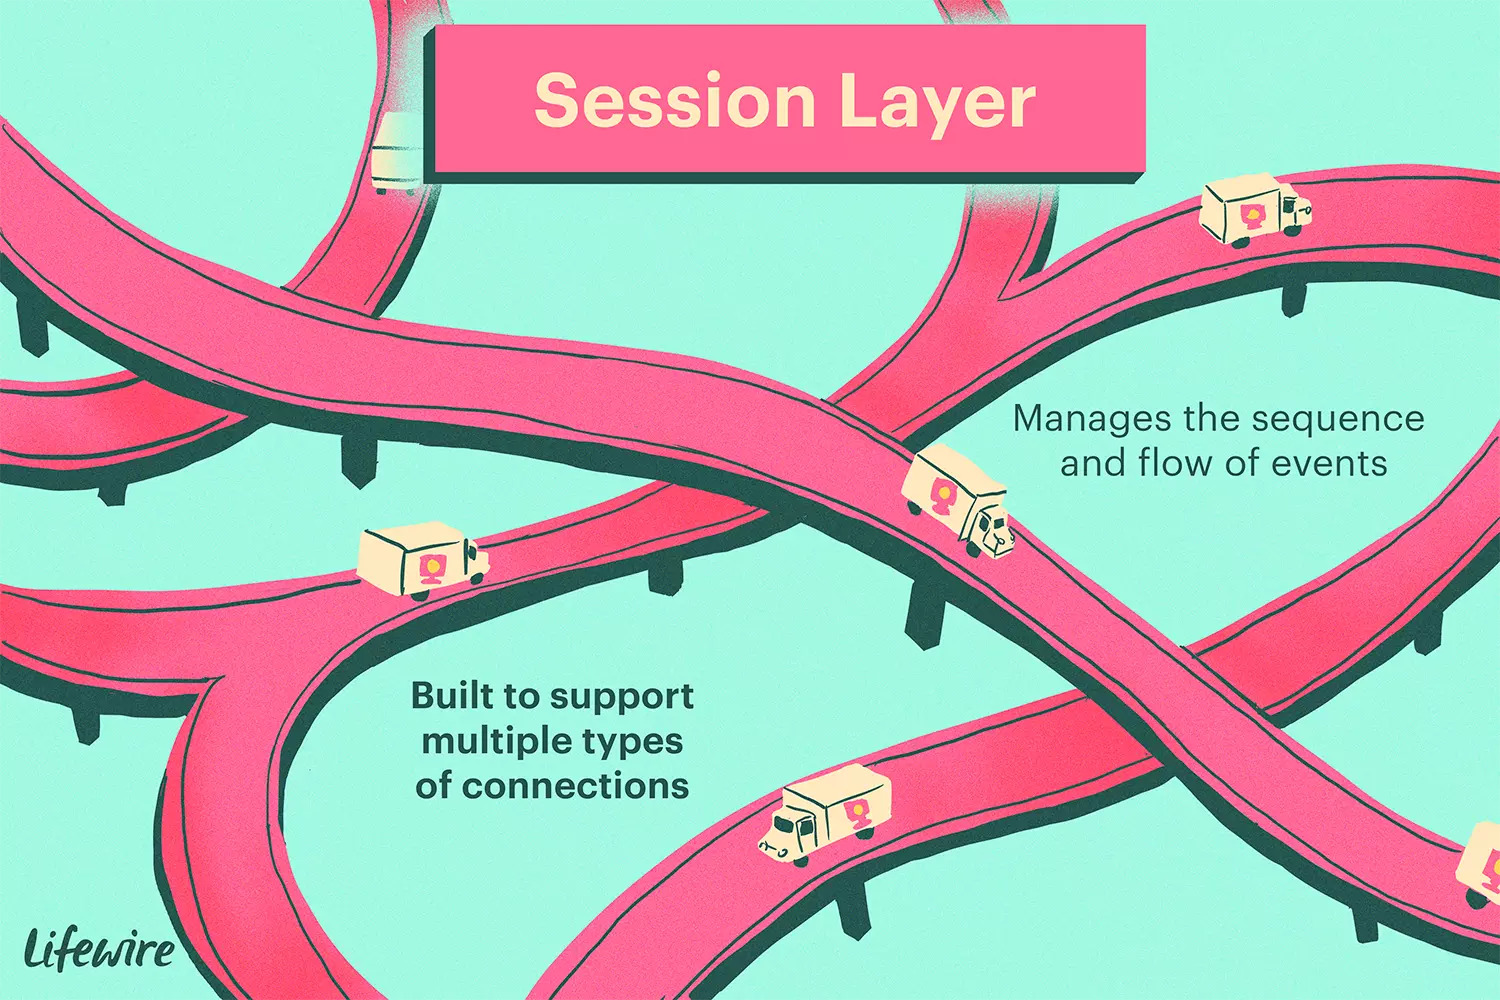 Session Layer
Manages the sequence
and flow of events
Built to support
multiple types
of connections
Lifewire